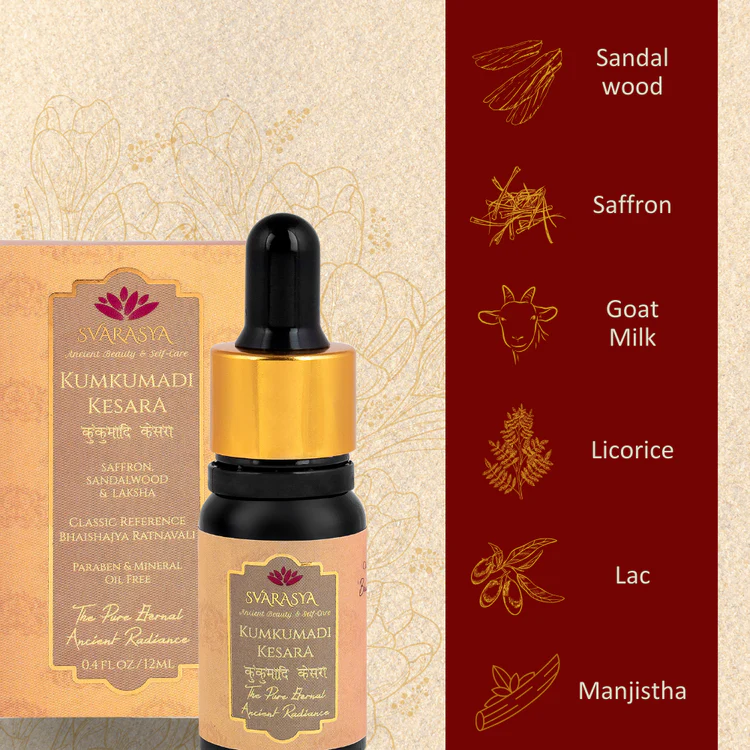 SVARASYA
Ancient Beauty & Self-Care
KUMKUMADI
KESARA
कुंकुमादि केसरा
SAFFRON,
SANDALWOOD
& LAKSHA
CLASSIC REFERENCE
BHAISHAJYA RATNAVALI
PARABEN & MINERAL
OIL FREE
The Pure Eternal
Ancient Radiance
0.4 FL OZ/12ML
SVARASYA
Ancient Beauty & Self-Care
KUMKUMADI
KESARA
कुंकुमादि केसरा
The Pure Eternal
Ancient Radiance
Sandal
wood
Saffron
Goat
Milk
Licorice
Lac
Manjistha